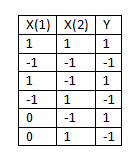 X(1) X(2) Y
1 1 1
-1 -1 -1
1 -1 1
-1 1 -1
0 -1 1
0 1 -1